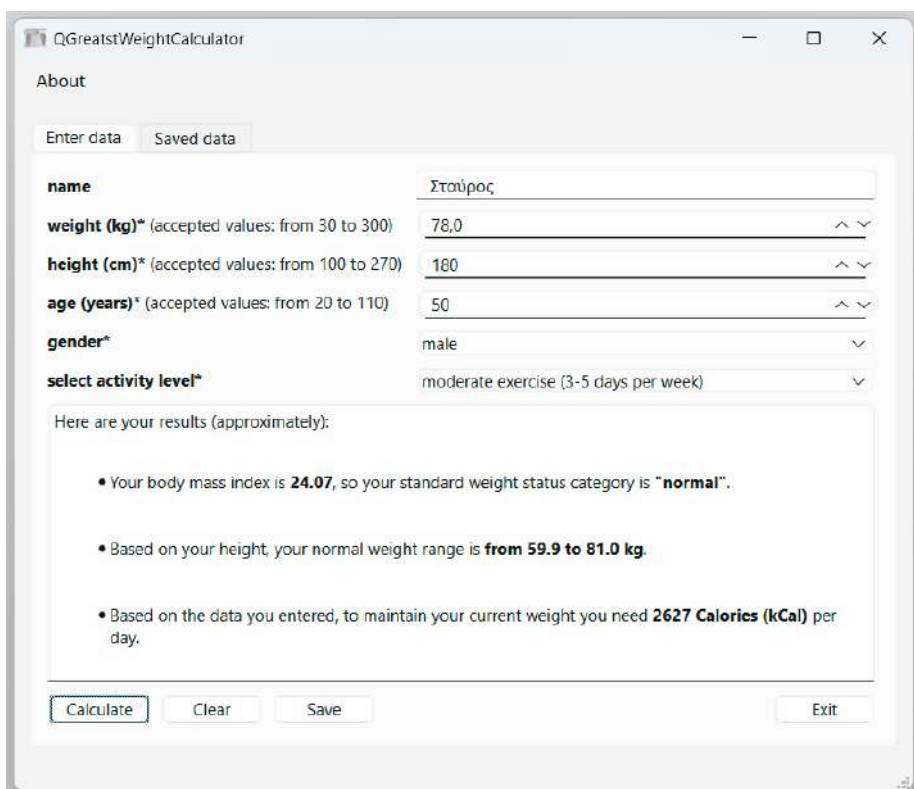 QGreatstWeightCalculator
About
Enter data Saved data
name Σταύρος
weight (kg)* (accepted values: from 30 to 300) 78,0
height (cm)* (accepted values: from 100 to 270) 180
age (years)* (accepted values: from 20 to 110) 50
gender* male
select activity level* moderate exercise (3-5 days per week)
Here are your results (approximately):
• Your body mass index is 24.07, so your standard weight status category is "normal".
• Based on your height, your normal weight range is from 59.9 to 81.0 kg.
• Based on the data you entered, to maintain your current weight you need 2627 Calories (kCal) per
day.
Calculate Clear Save Exit